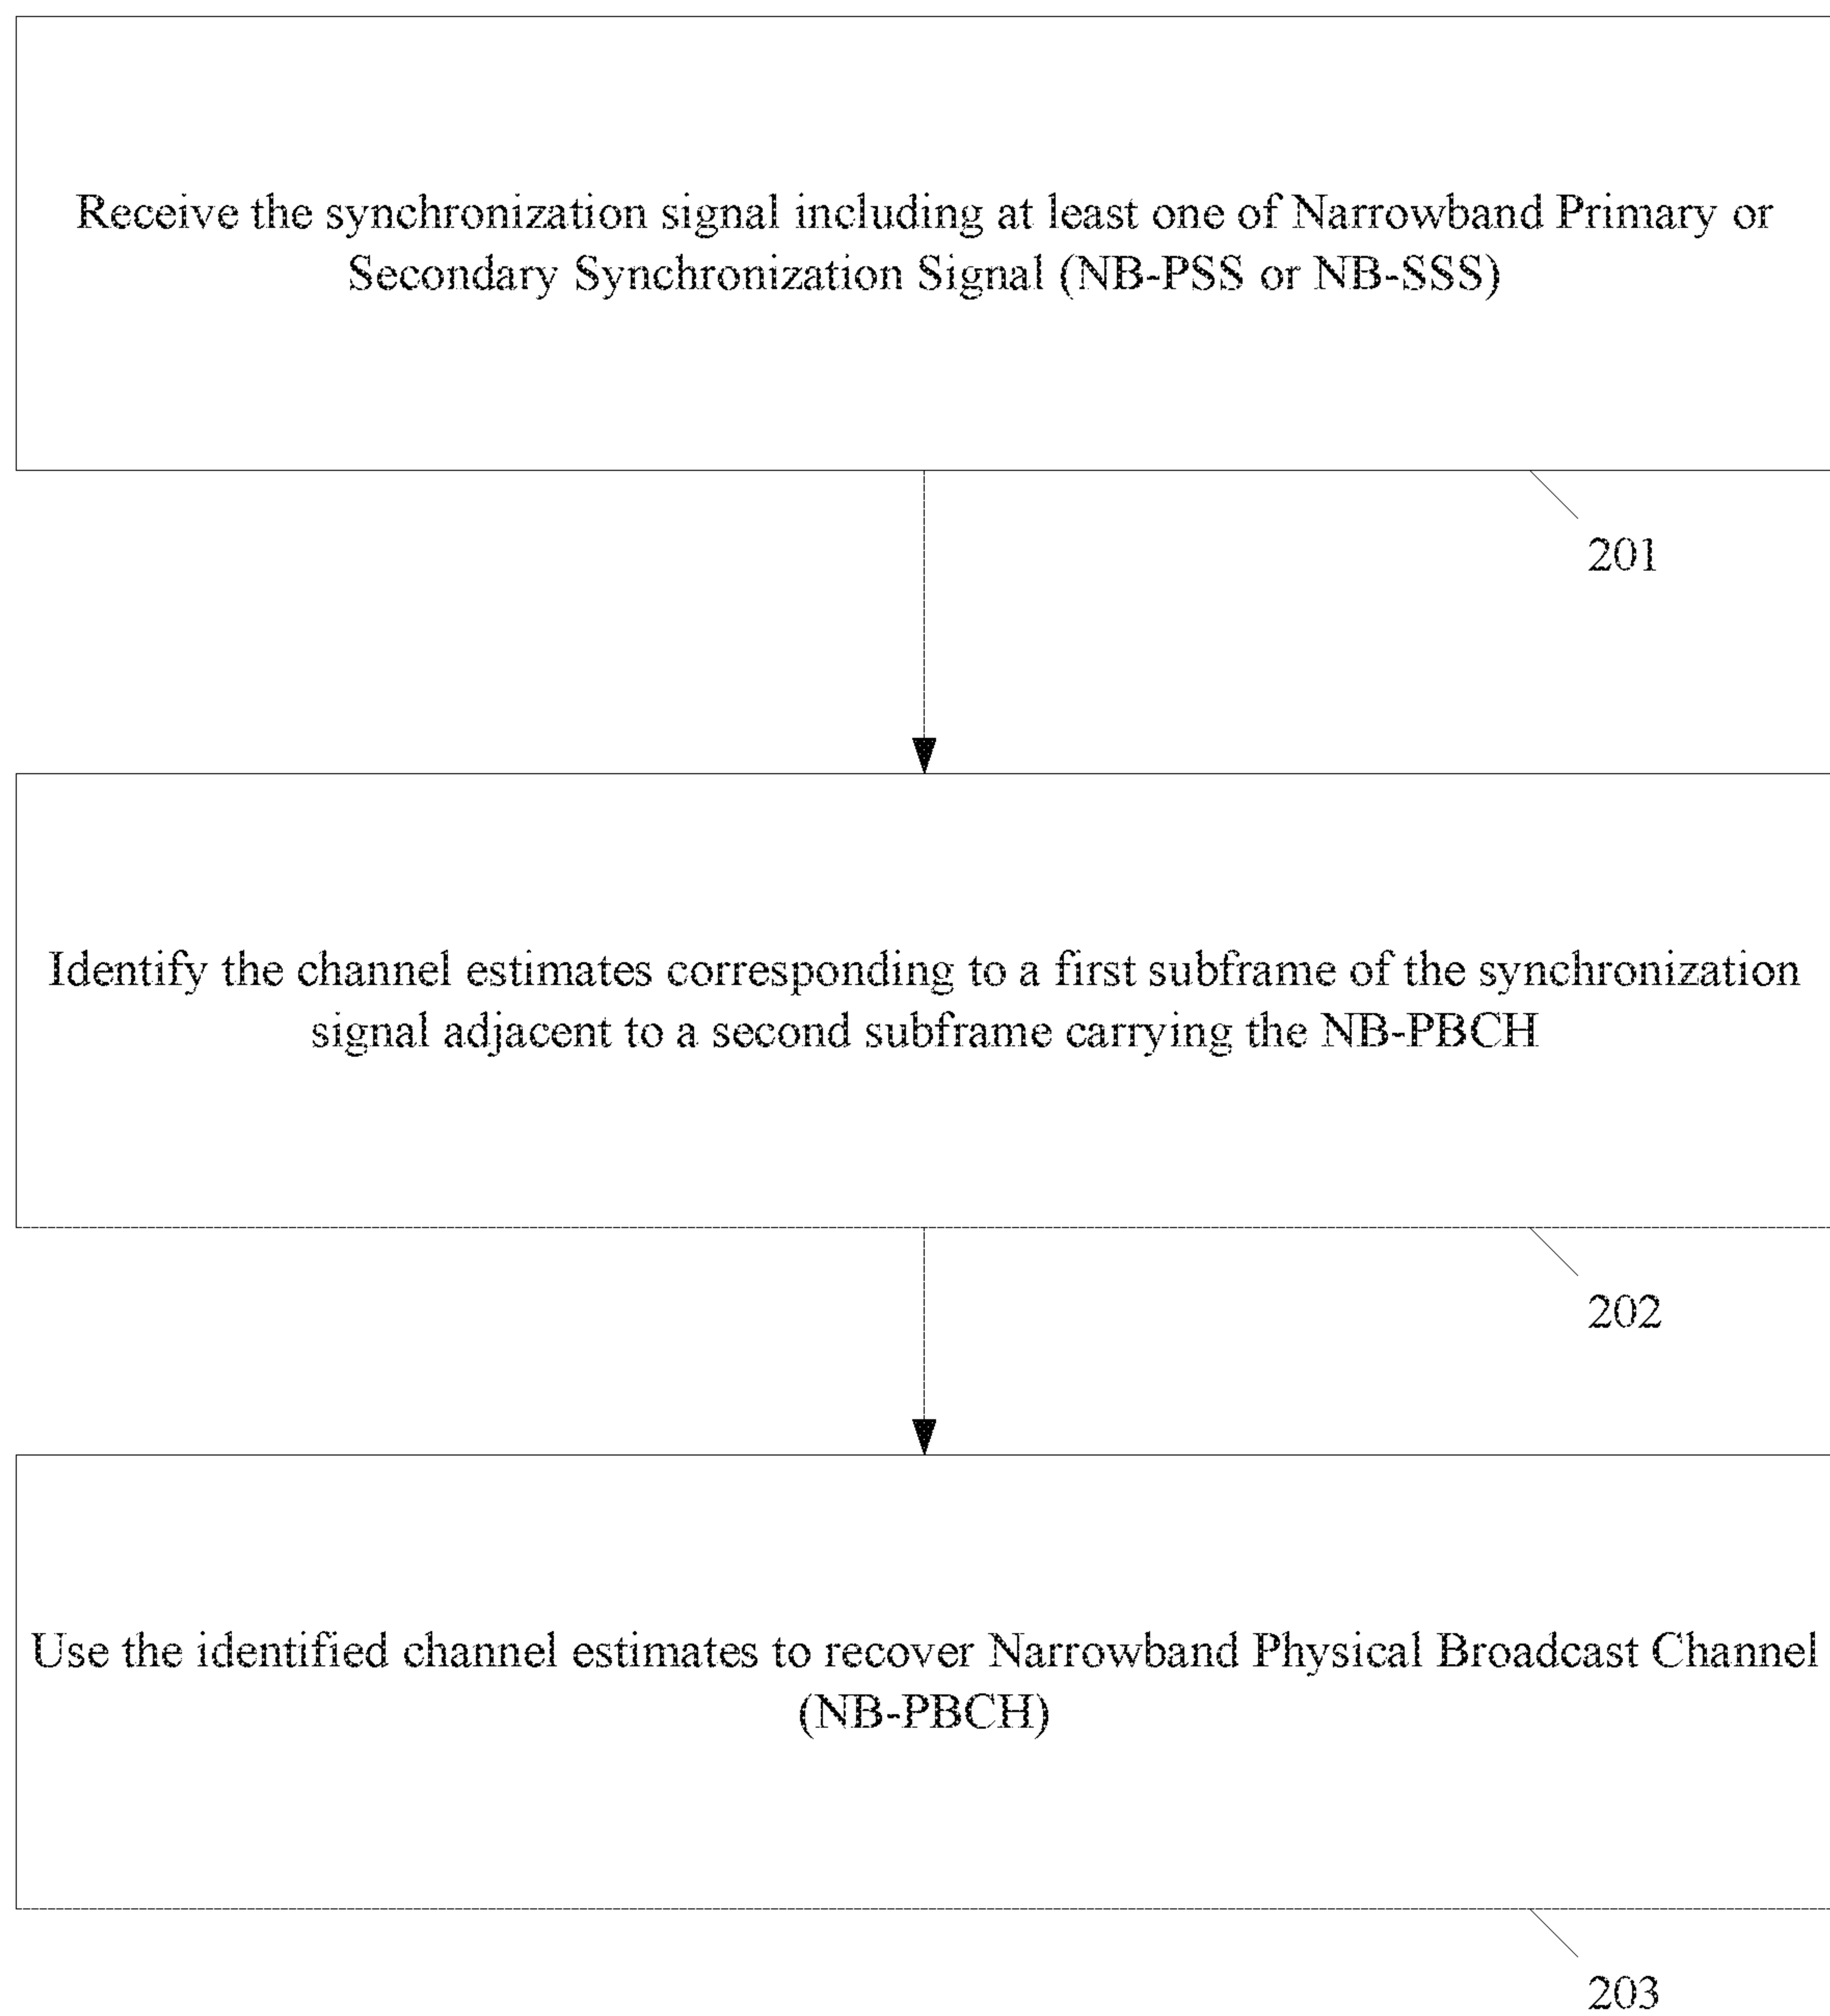 Receive the synchronization signal including at least one of Narrowband Primary or
Secondary Synchronization Signal (NB-PSS or NB-SSS)
201
Identify the channel estimates corresponding to a first subframe of the synchronization
signal adjacent to a second subframe carrying the NB-PBCH
202
Use the identified channel estimates to recover Narrowband Physical Broadcast Channel
(NB-PBCH)
203